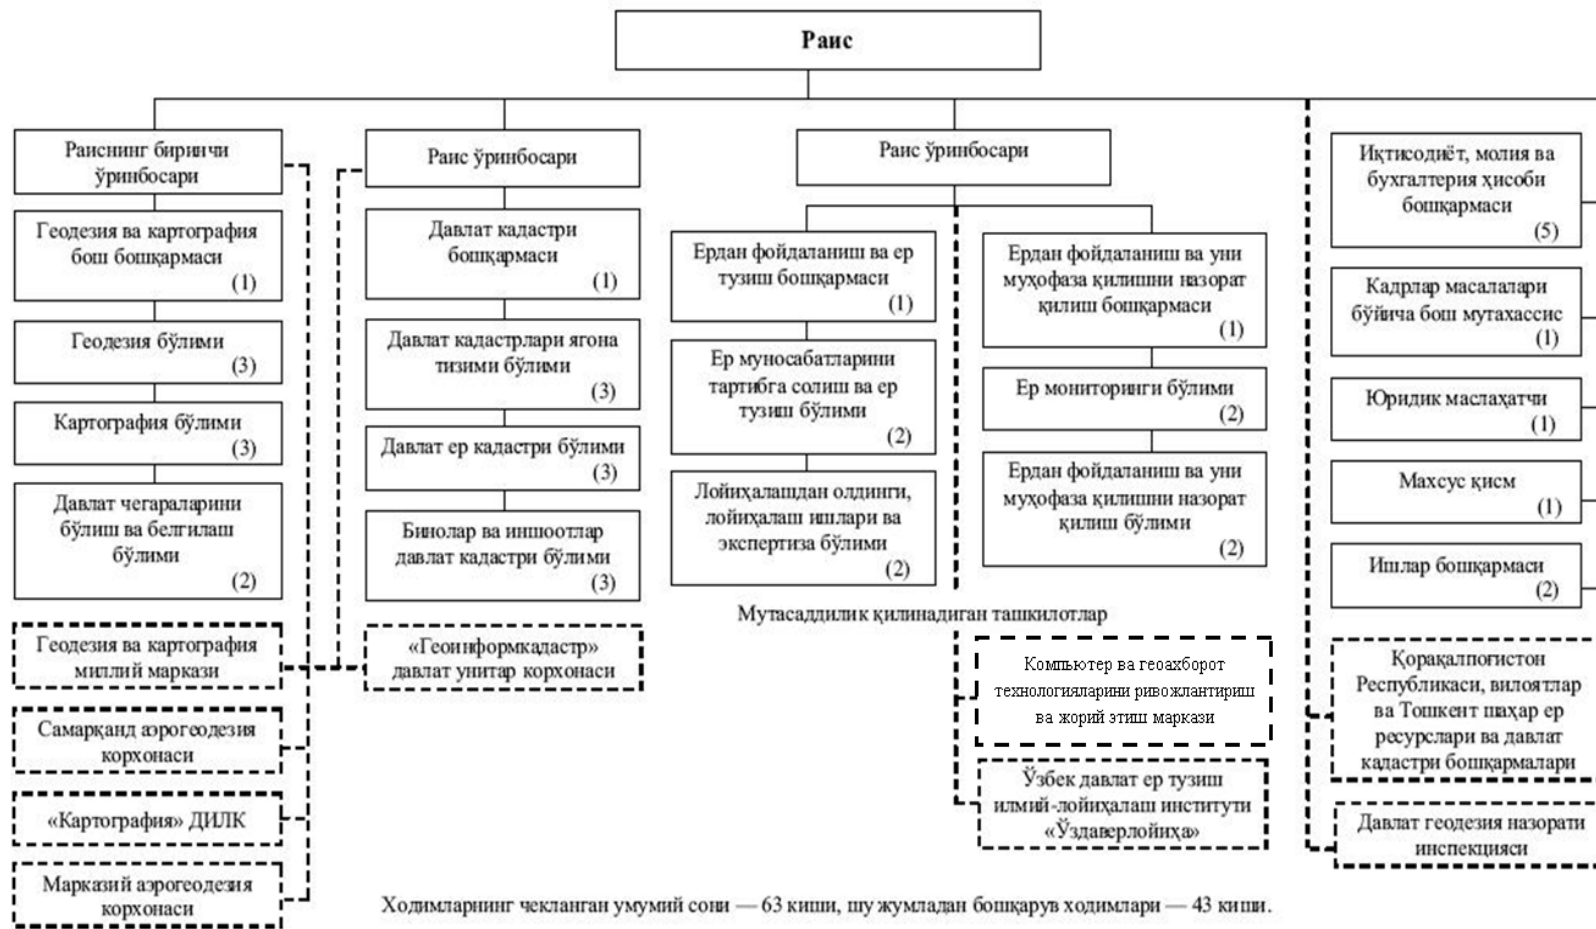 Раис
Раиснинг биринчи
ўринбосари
Геодезия ва картография
бош бошқармаси
(1)
Геодезия бўлими
(3)
Картография бўлими
(3)
Давлат чегараларини
бўлиш ва белгилаш
бўлими
(2)
Раис ўринбосари
Давлат кадастри
бошқармаси
(1)
Давлат кадастрлари ягона
тизими бўлими
(3)
Давлат ер кадастри бўлими
(3)
Бинолар ва иншоотлар
давлат кадастри бўлими
(3)
Раис ўринбосари
Ердан фойдаланиш ва ер
тузиш бошқармаси
(1)
Ер муносабатларини
тартибга солиш ва ер
тузиш бўлими
(2)
Лойиҳалашдан олдинги,
лойиҳалаш ишлари ва
экспертиза бўлими
(2)
Ердан фойдаланиш ва уни
муҳофаза қилишни назорат
қилиш бошқармаси
(1)
Ер мониторинги бўлими
(2)
Ердан фойдаланиш ва уни
муҳофаза қилишни назорат
қилиш бўлими
(2)
Иқтисодиёт, молия ва
бухгалтерия ҳисоби
бошқармаси
(5)
Кадрлар масалалари
бўйича бош мутахассис
(1)
Юридик маслаҳатчи
(1)
Махсус қисм
(1)
Ишлар бошқармаси
(2)
Мутасаддилик қилинадиган ташкилотлар
Геодезия ва картография
миллий маркази
Самарқанд аэрогеодезия
корхонаси
«Картография» ДИЛК
Марказий аэрогеодезия
корхонаси
«Геоинформкадастр»
давлат унитар корхонаси
Компьютер ва геоахборот
технологияларини ривожлантириш
ва жорий этиш маркази
Ўзбек давлат ер тузиш
илмий-лойиҳалаш институти
«Ўздаверлойиҳа»
Қорақалпоғистон
Республикаси, вилоятлар
ва Тошкент шаҳар ер
ресурслари ва давлат
кадастри бошқармалари
Давлат геодезия назорати
инспекцияси
Ходимларнинг чекланган умумий сони — 63 киши, шу жумладан бошқарув ходимлари — 43 киши.